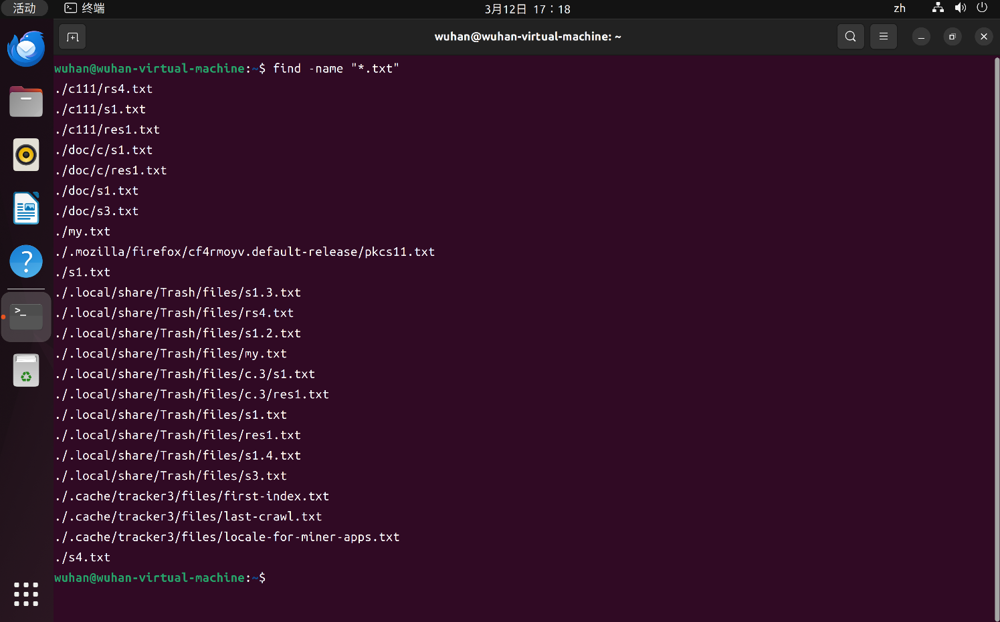 活动 终端 3月12日 17：18 zh
wuhan@wuhan-virtual-machine: ~
wuhan@wuhan-virtual-machine:~$ find -name "*.txt"
./c111/rs4.txt
./c111/s1.txt
./c111/res1.txt
./doc/c/s1.txt
./doc/c/res1.txt
./doc/s1.txt
./doc/s3.txt
./my.txt
./.mozilla/firefox/cf4rmoyv.default-release/pkcs11.txt
./s1.txt
./.local/share/Trash/files/s1.3.txt
./.local/share/Trash/files/rs4.txt
./.local/share/Trash/files/s1.2.txt
./.local/share/Trash/files/my.txt
./.local/share/Trash/files/c.3/s1.txt
./.local/share/Trash/files/c.3/res1.txt
./.local/share/Trash/files/s1.txt
./.local/share/Trash/files/res1.txt
./.local/share/Trash/files/s1.4.txt
./.local/share/Trash/files/s3.txt
./.cache/tracker3/files/first-index.txt
./.cache/tracker3/files/last-crawl.txt
./.cache/tracker3/files/locale-for-miner-apps.txt
./s4.txt
wuhan@wuhan-virtual-machine:~$